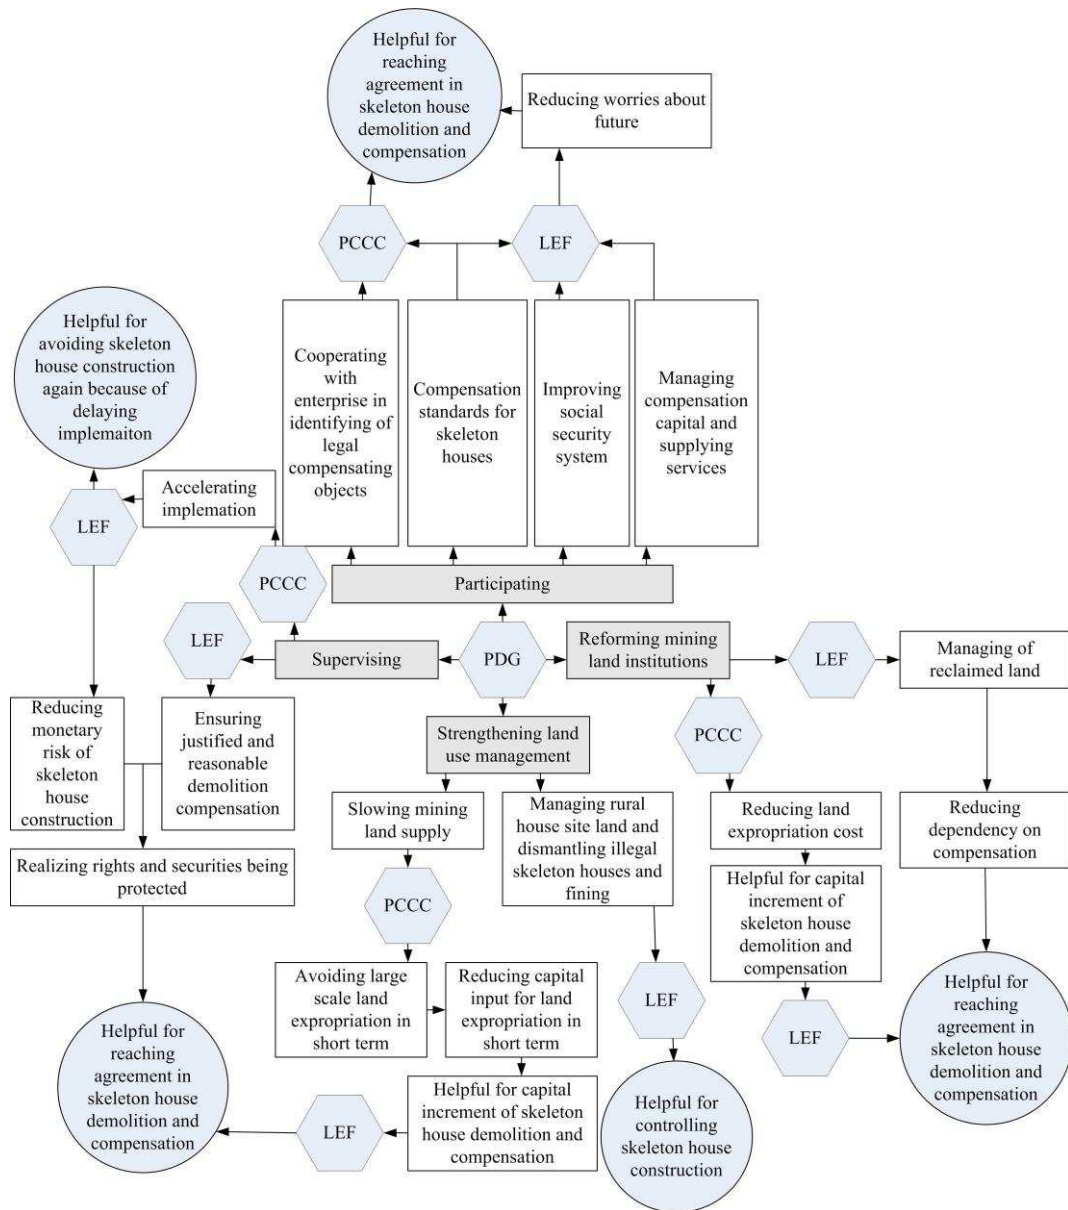 Helpful for
reaching
agreement in
skeleton house
demolition and
compensation
Reducing worries about
future
PCCC
LEF
Helpful for
avoiding skeleton
house construction
again because of
delaying
implemaiton
Cooperating
with
enterprise in
identifying of
legal
compensating
objects
Compensation
standards for
skeleton
houses
Improving
social
security
system
Managing
compensation
capital and
supplying
services
LEF
Accelerating
implemation
PCCC
Participating
LEF
Supervising
PDG
Reforming mining
land institutions
LEF
Managing of
reclaimed land
Reducing
monetary
risk of
skeleton
house
construction
Ensuring
justified and
reasonable
demolition
compensation
Strengthening land
use management
PCCC
Slowing mining
land supply
Managing rural
house site land and
dismantling illegal
skeleton houses and
fining
Reducing land
expropriation cost
Reducing
dependency on
compensation
Realizing rights and securities being
protected
PCCC
Helpful for capital
increment of
skeleton house
demolition and
compensation
Avoiding large
scale land
expropriation in
short term
Reducing capital
input for land
expropriation in
short term
LEF
LEF
Helpful for
reaching
agreement in
skeleton house
demolition and
compensation
Helpful for
reaching
agreement in
skeleton house
demolition and
compensation
LEF
Helpful for capital
increment of skeleton
house demolition and
compensation
Helpful for
controlling
skeleton house
construction